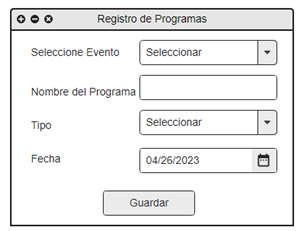 Registro de Programas
Seleccione Evento Seleccionar
Nombre del Programa
Tipo Seleccionar
Fecha 04/26/2023
Guardar